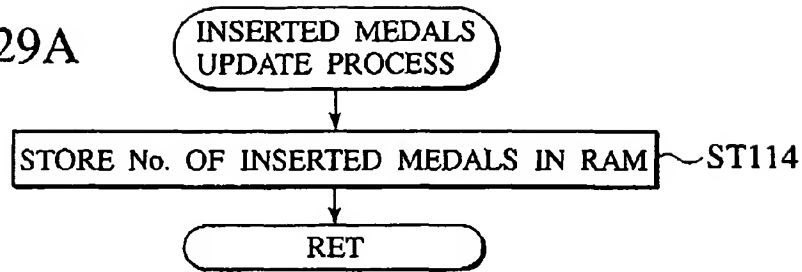 29A
INSERTED MEDALS
UPDATE PROCESS
STORE No. OF INSERTED MEDALS IN RAM
ST114
RET